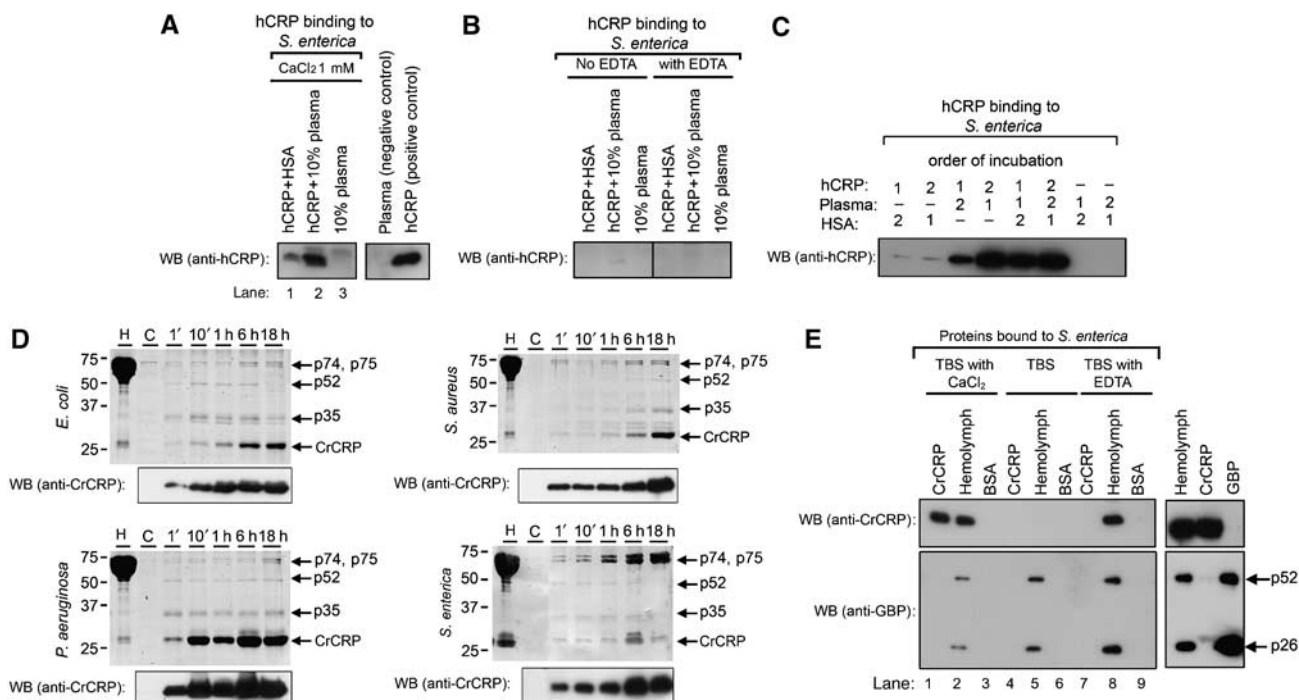 A
hCRP binding to
S. enterica
CaCl2 1 mM
hCRP+HSA
hCRP+10% plasma
10% plasma
Plasma (negative control)
hCRP (positive control)
WB (anti-hCRP):
Lane: 1 2 3
B
hCRP binding to
S. enterica
No EDTA with EDTA
hCRP+HSA
hCRP+10% plasma
10% plasma
hCRP+HSA
hCRP+10% plasma
10% plasma
WB (anti-hCRP):
C
hCRP binding to
S. enterica
order of incubation
hCRP: 1 2 1 2 1 2 – –
Plasma: – – 2 1 1 2 1 2
HSA: 2 1 – – 2 1 2 1
WB (anti-hCRP):
D
H C 1′ 10′ 1 h 6 h 18 h
E. coli
75
50
37
25
p74, p75
p52
p35
CrCRP
WB (anti-CrCRP):
H C 1′ 10′ 1 h 6 h 18 h
S. aureus
75
50
37
25
p74, p75
p52
p35
CrCRP
WB (anti-CrCRP):
H C 1′ 10′ 1 h 6 h 18 h
P. aeruginosa
75
50
37
25
p74, p75
p52
p35
CrCRP
WB (anti-CrCRP):
H C 1′ 10′ 1 h 6 h 18 h
S. enterica
75
50
37
25
p74, p75
p52
p35
CrCRP
WB (anti-CrCRP):
E
Proteins bound to S. enterica
TBS with CaCl2
TBS
TBS with EDTA
CrCRP
Hemolymph
BSA
CrCRP
Hemolymph
BSA
CrCRP
Hemolymph
BSA
Hemolymph
CrCRP
GBP
WB (anti-CrCRP):
WB (anti-GBP):
p52
p26
Lane: 1 2 3 4 5 6 7 8 9